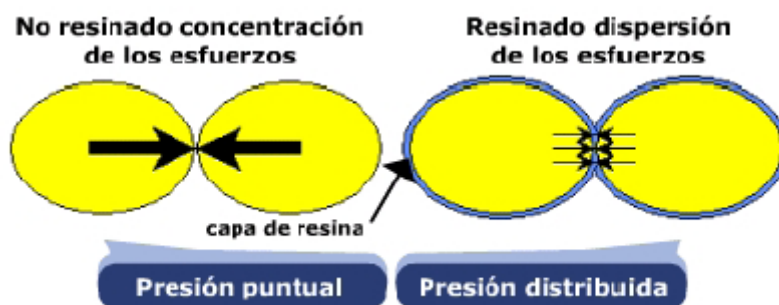 No resinado concentración
de los esfuerzos
Resinado dispersión
de los esfuerzos
capa de resina
Presión puntual
Presión distribuida